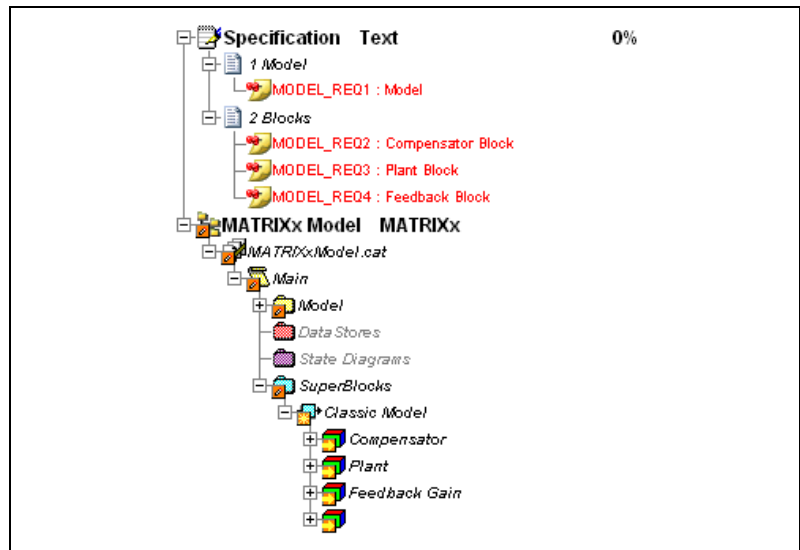 Specification Text 0%
1 Model
MODEL_REQ1 : Model
2 Blocks
MODEL_REQ2 : Compensator Block
MODEL_REQ3 : Plant Block
MODEL_REQ4 : Feedback Block
MATRIXx Model MATRIXx
MATRIXxModel.cat
Main
Model
Data Stores
State Diagrams
SuperBlocks
Classic Model
Compensator
Plant
Feedback Gain